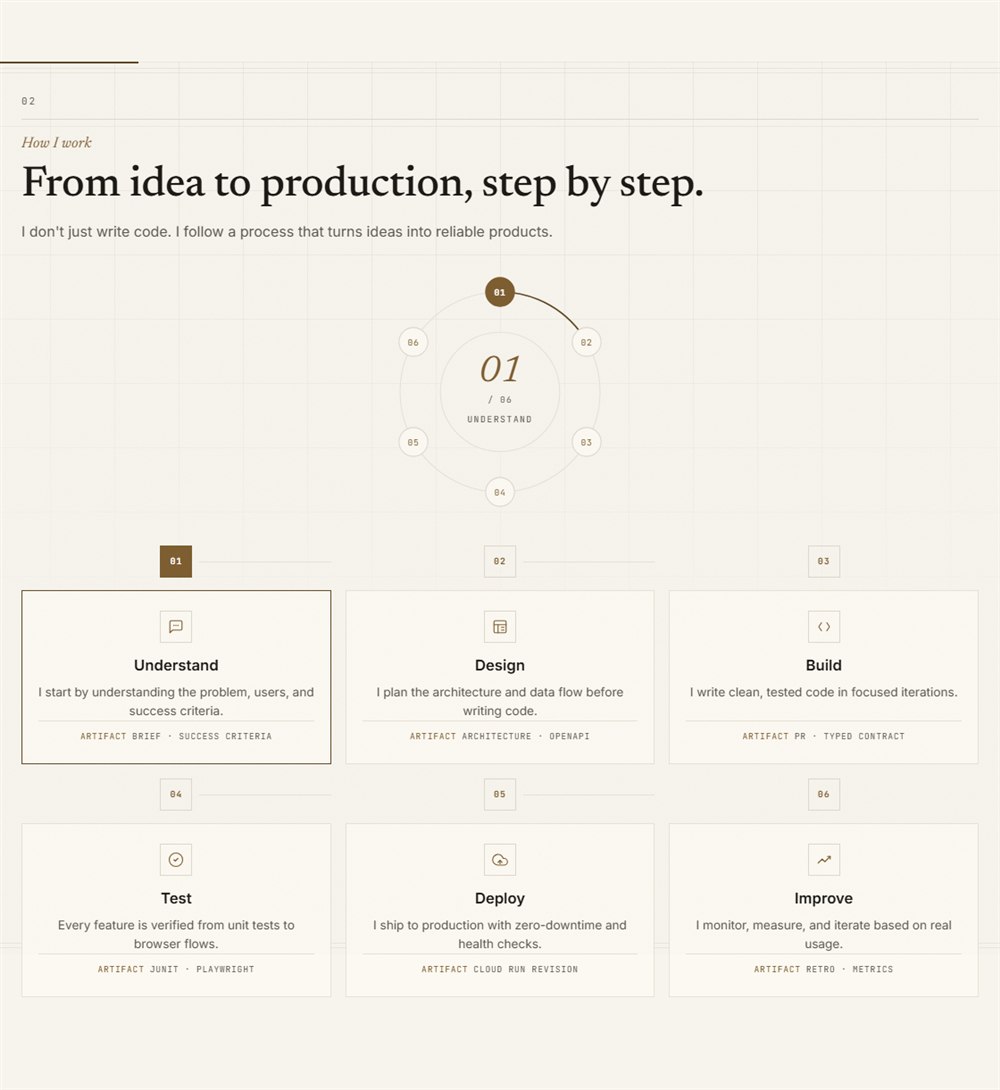 02
How I work
From idea to production, step by step.
I don't just write code. I follow a process that turns ideas into reliable products.
01
06
02
01
/ 06
UNDERSTAND
05
03
04
01
02
03
Understand
I start by understanding the problem, users, and
success criteria.
ARTIFACT BRIEF · SUCCESS CRITERIA
Design
I plan the architecture and data flow before
writing code.
ARTIFACT ARCHITECTURE · OPENAPI
Build
I write clean, tested code in focused iterations.
ARTIFACT PR · TYPED CONTRACT
04
05
06
Test
Every feature is verified from unit tests to
browser flows.
ARTIFACT JUNIT · PLAYWRIGHT
Deploy
I ship to production with zero-downtime and
health checks.
ARTIFACT CLOUD RUN REVISION
Improve
I monitor, measure, and iterate based on real
usage.
ARTIFACT RETRO · METRICS